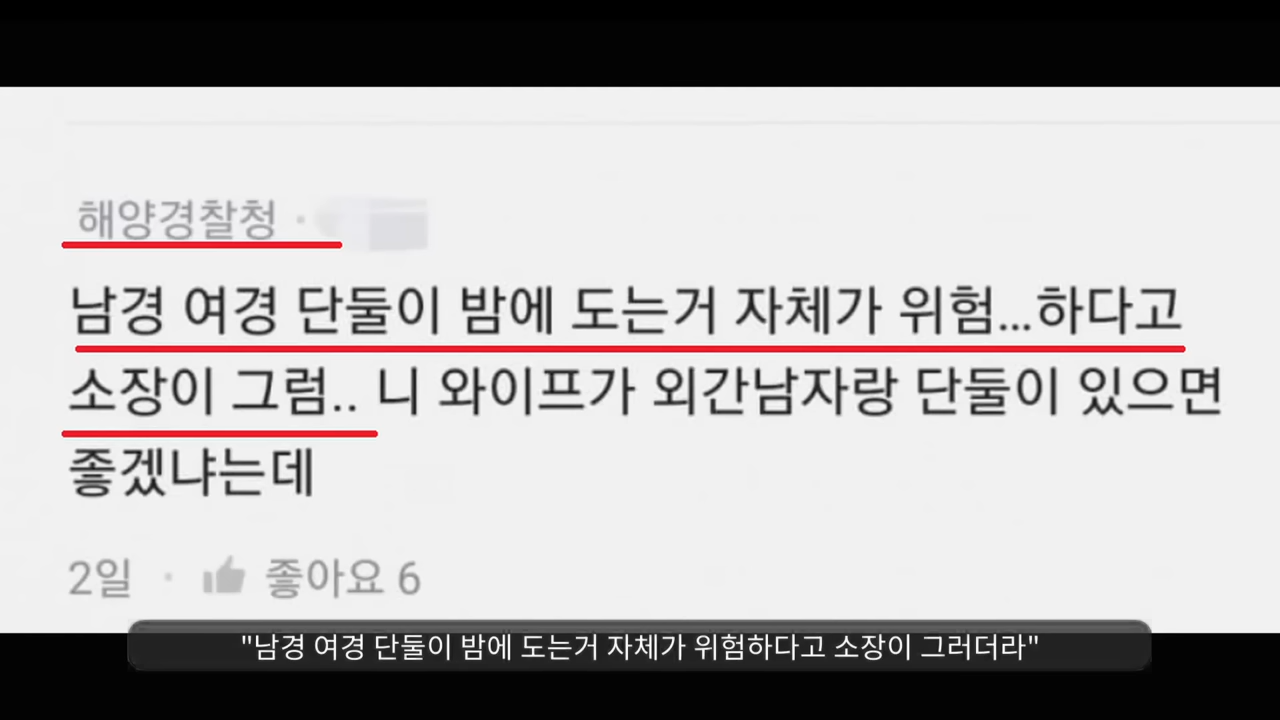 해양경찰청 ·
남경 여경 단둘이 밤에 도는거 자체가 위험...하다고
소장이 그럼.. 니 와이프가 외간남자랑 단둘이 있으면
좋겠냐는데
2일 · 좋아요 6
"남경 여경 단둘이 밤에 도는거 자체가 위험하다고 소장이 그러더라"